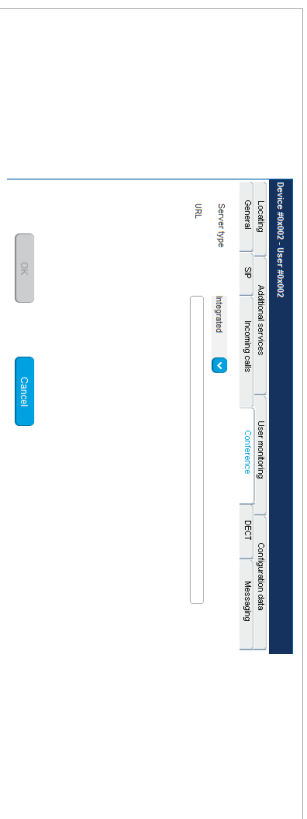 Device #0x002 - User #0x002
Locating Additional services User monitoring Configuration data
General SIP Incoming calls Conference DECT Messaging
Server type Integrated
URL
OK Cancel